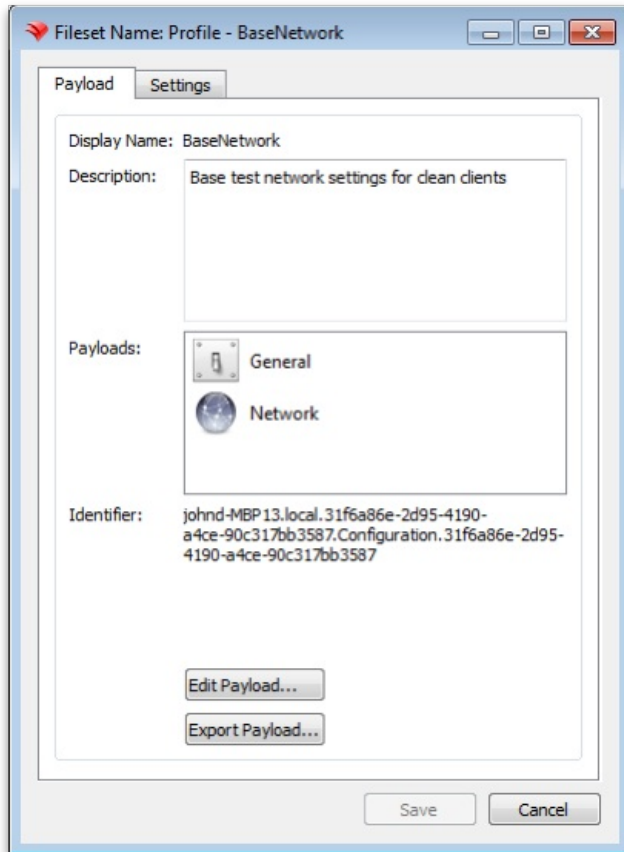 Fileset Name: Profile - BaseNetwork
Payload Settings
Display Name: BaseNetwork
Description: Base test network settings for clean clients
Payloads: General
Network
Identifier: johnd-MBP13.local.31f6a86e-2d95-4190-
a4ce-90c317bb3587.Configuration.31f6a86e-2d95-
4190-a4ce-90c317bb3587
Edit Payload...
Export Payload...
Save Cancel